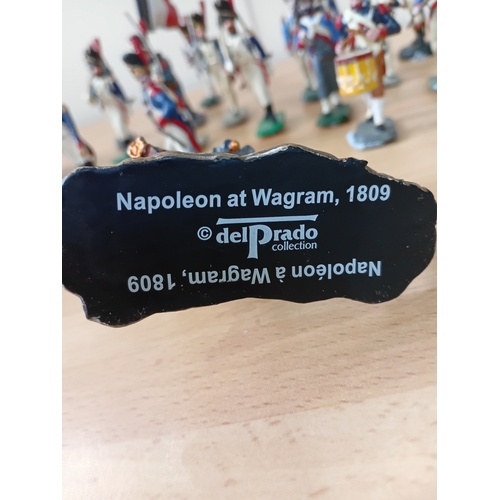 Napoleon at Wagram, 1809
© delPrado
collection
Napoléon à Wagram, 1809